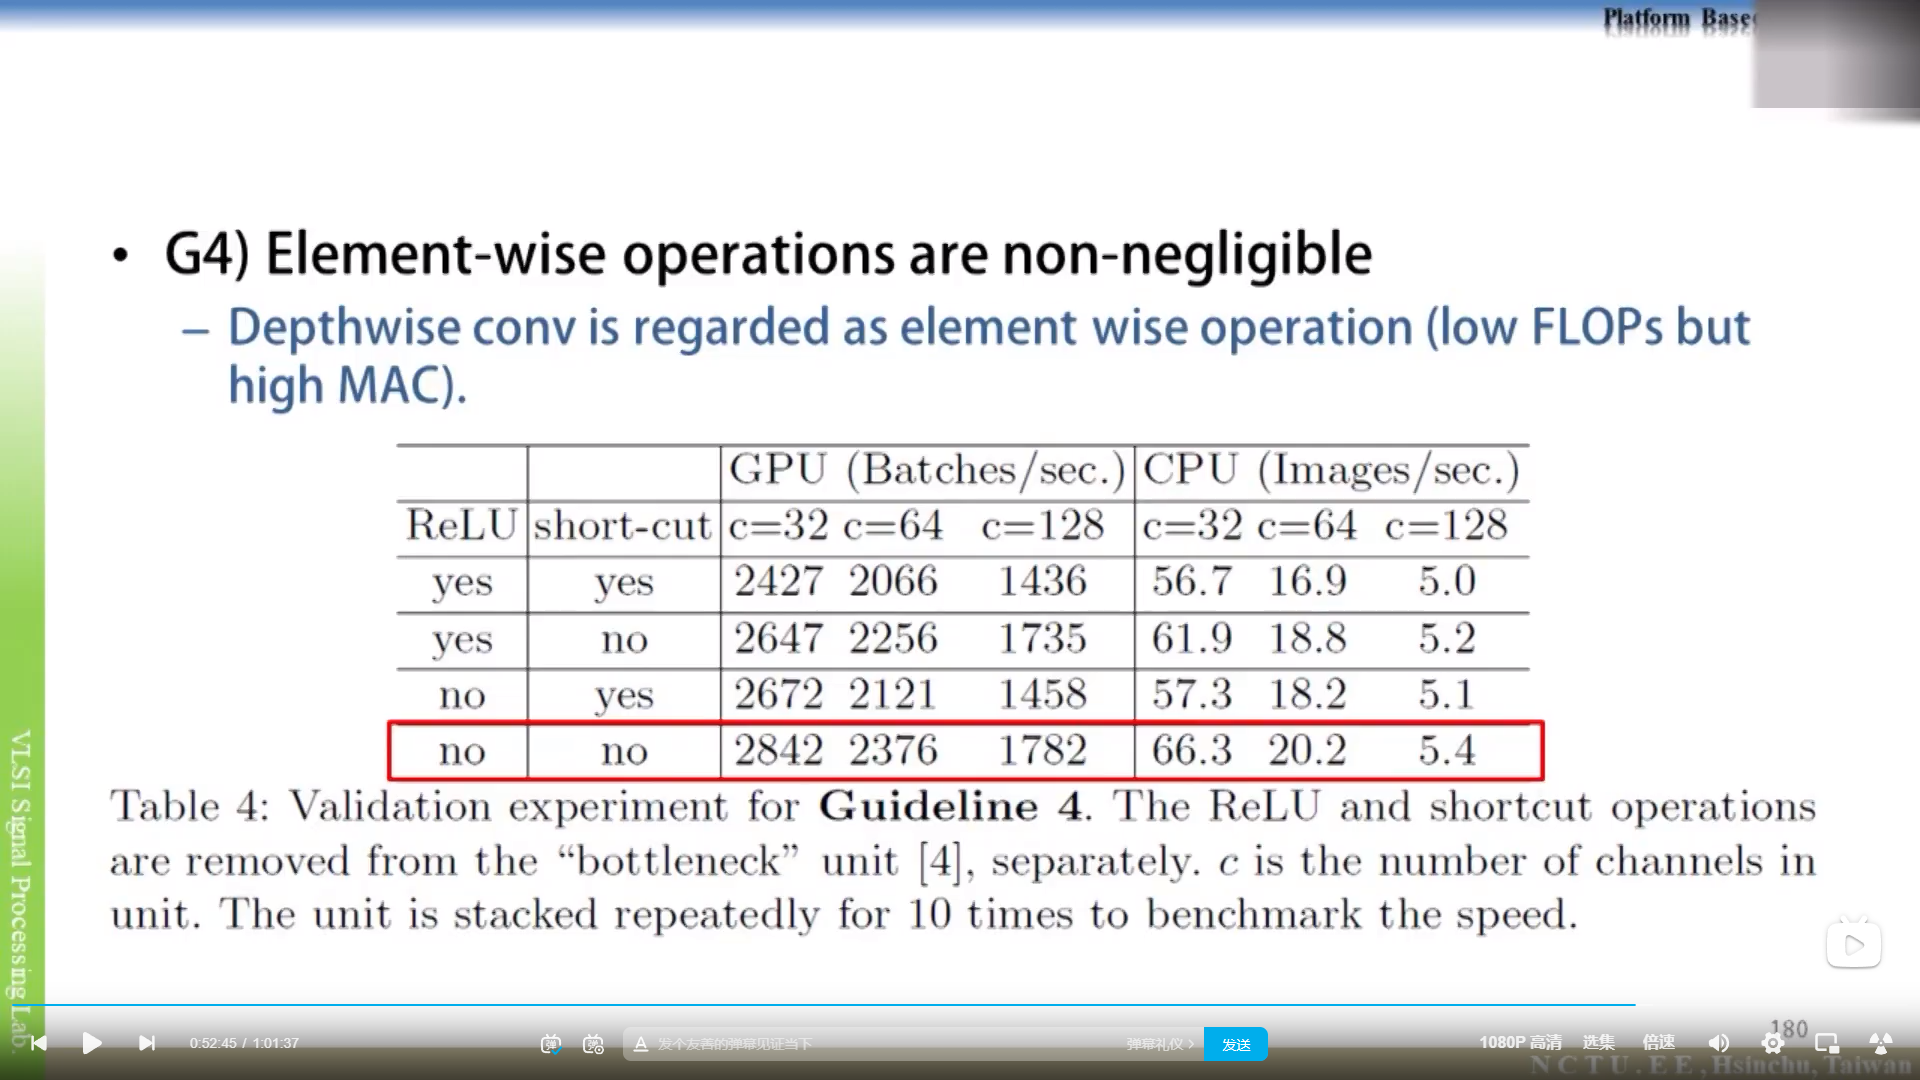 Platform Base
• G4) Element-wise operations are non-negligible
– Depthwise conv is regarded as element wise operation (low FLOPs but
high MAC).
GPU (Batches/sec.) CPU (Images/sec.)
ReLU short-cut c=32 c=64 c=128 c=32 c=64 c=128
yes yes 2427 2066 1436 56.7 16.9 5.0
yes no 2647 2256 1735 61.9 18.8 5.2
no yes 2672 2121 1458 57.3 18.2 5.1
no no 2842 2376 1782 66.3 20.2 5.4
Table 4: Validation experiment for Guideline 4. The ReLU and shortcut operations
are removed from the “bottleneck” unit [4], separately. c is the number of channels in
unit. The unit is stacked repeatedly for 10 times to benchmark the speed.
VLSI Signal Processing Lab.
180
0:52:45 / 1:01:37
弹
弹
A 发个友善的弹幕见证当下
弹幕礼仪 >
发送
1080P 高清
选集
倍速
NCTU.EE, Hsinchu, Taiwan